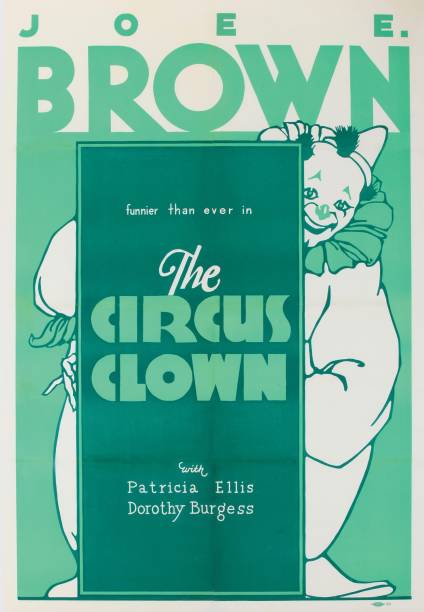 JOE E.
BROWN
funnier than ever in
The
CIRCUS
CLOWN
with
Patricia Ellis
Dorothy Burgess